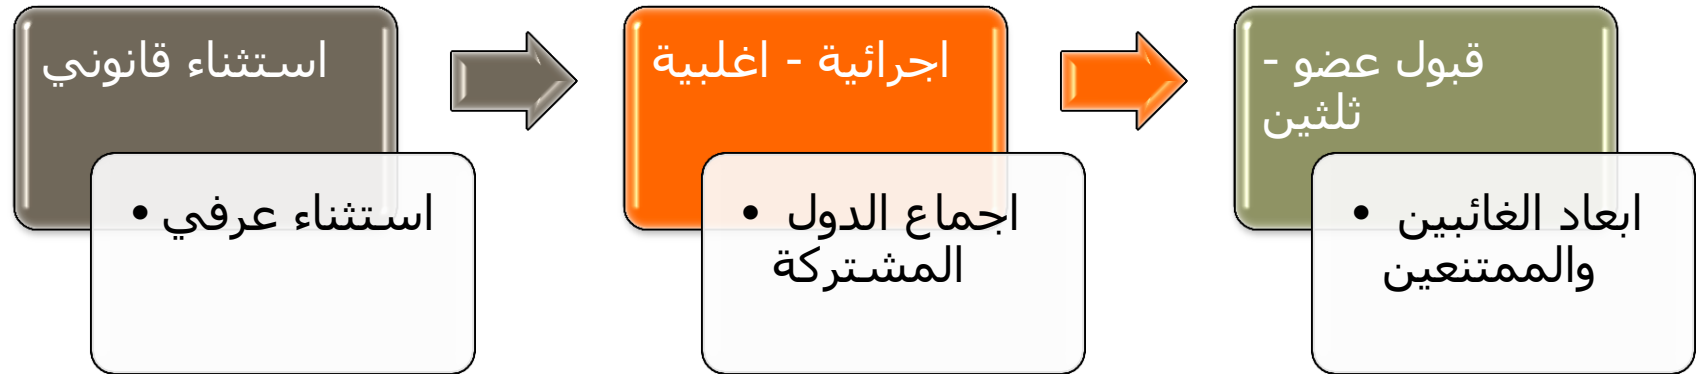 استثناء قانوني
• استثناء عرفي
اجرائية - اغلبية
• اجماع الدول
المشتركة
قبول عضو -
ثلثين
• ابعاد الغائبين
والممتنعين